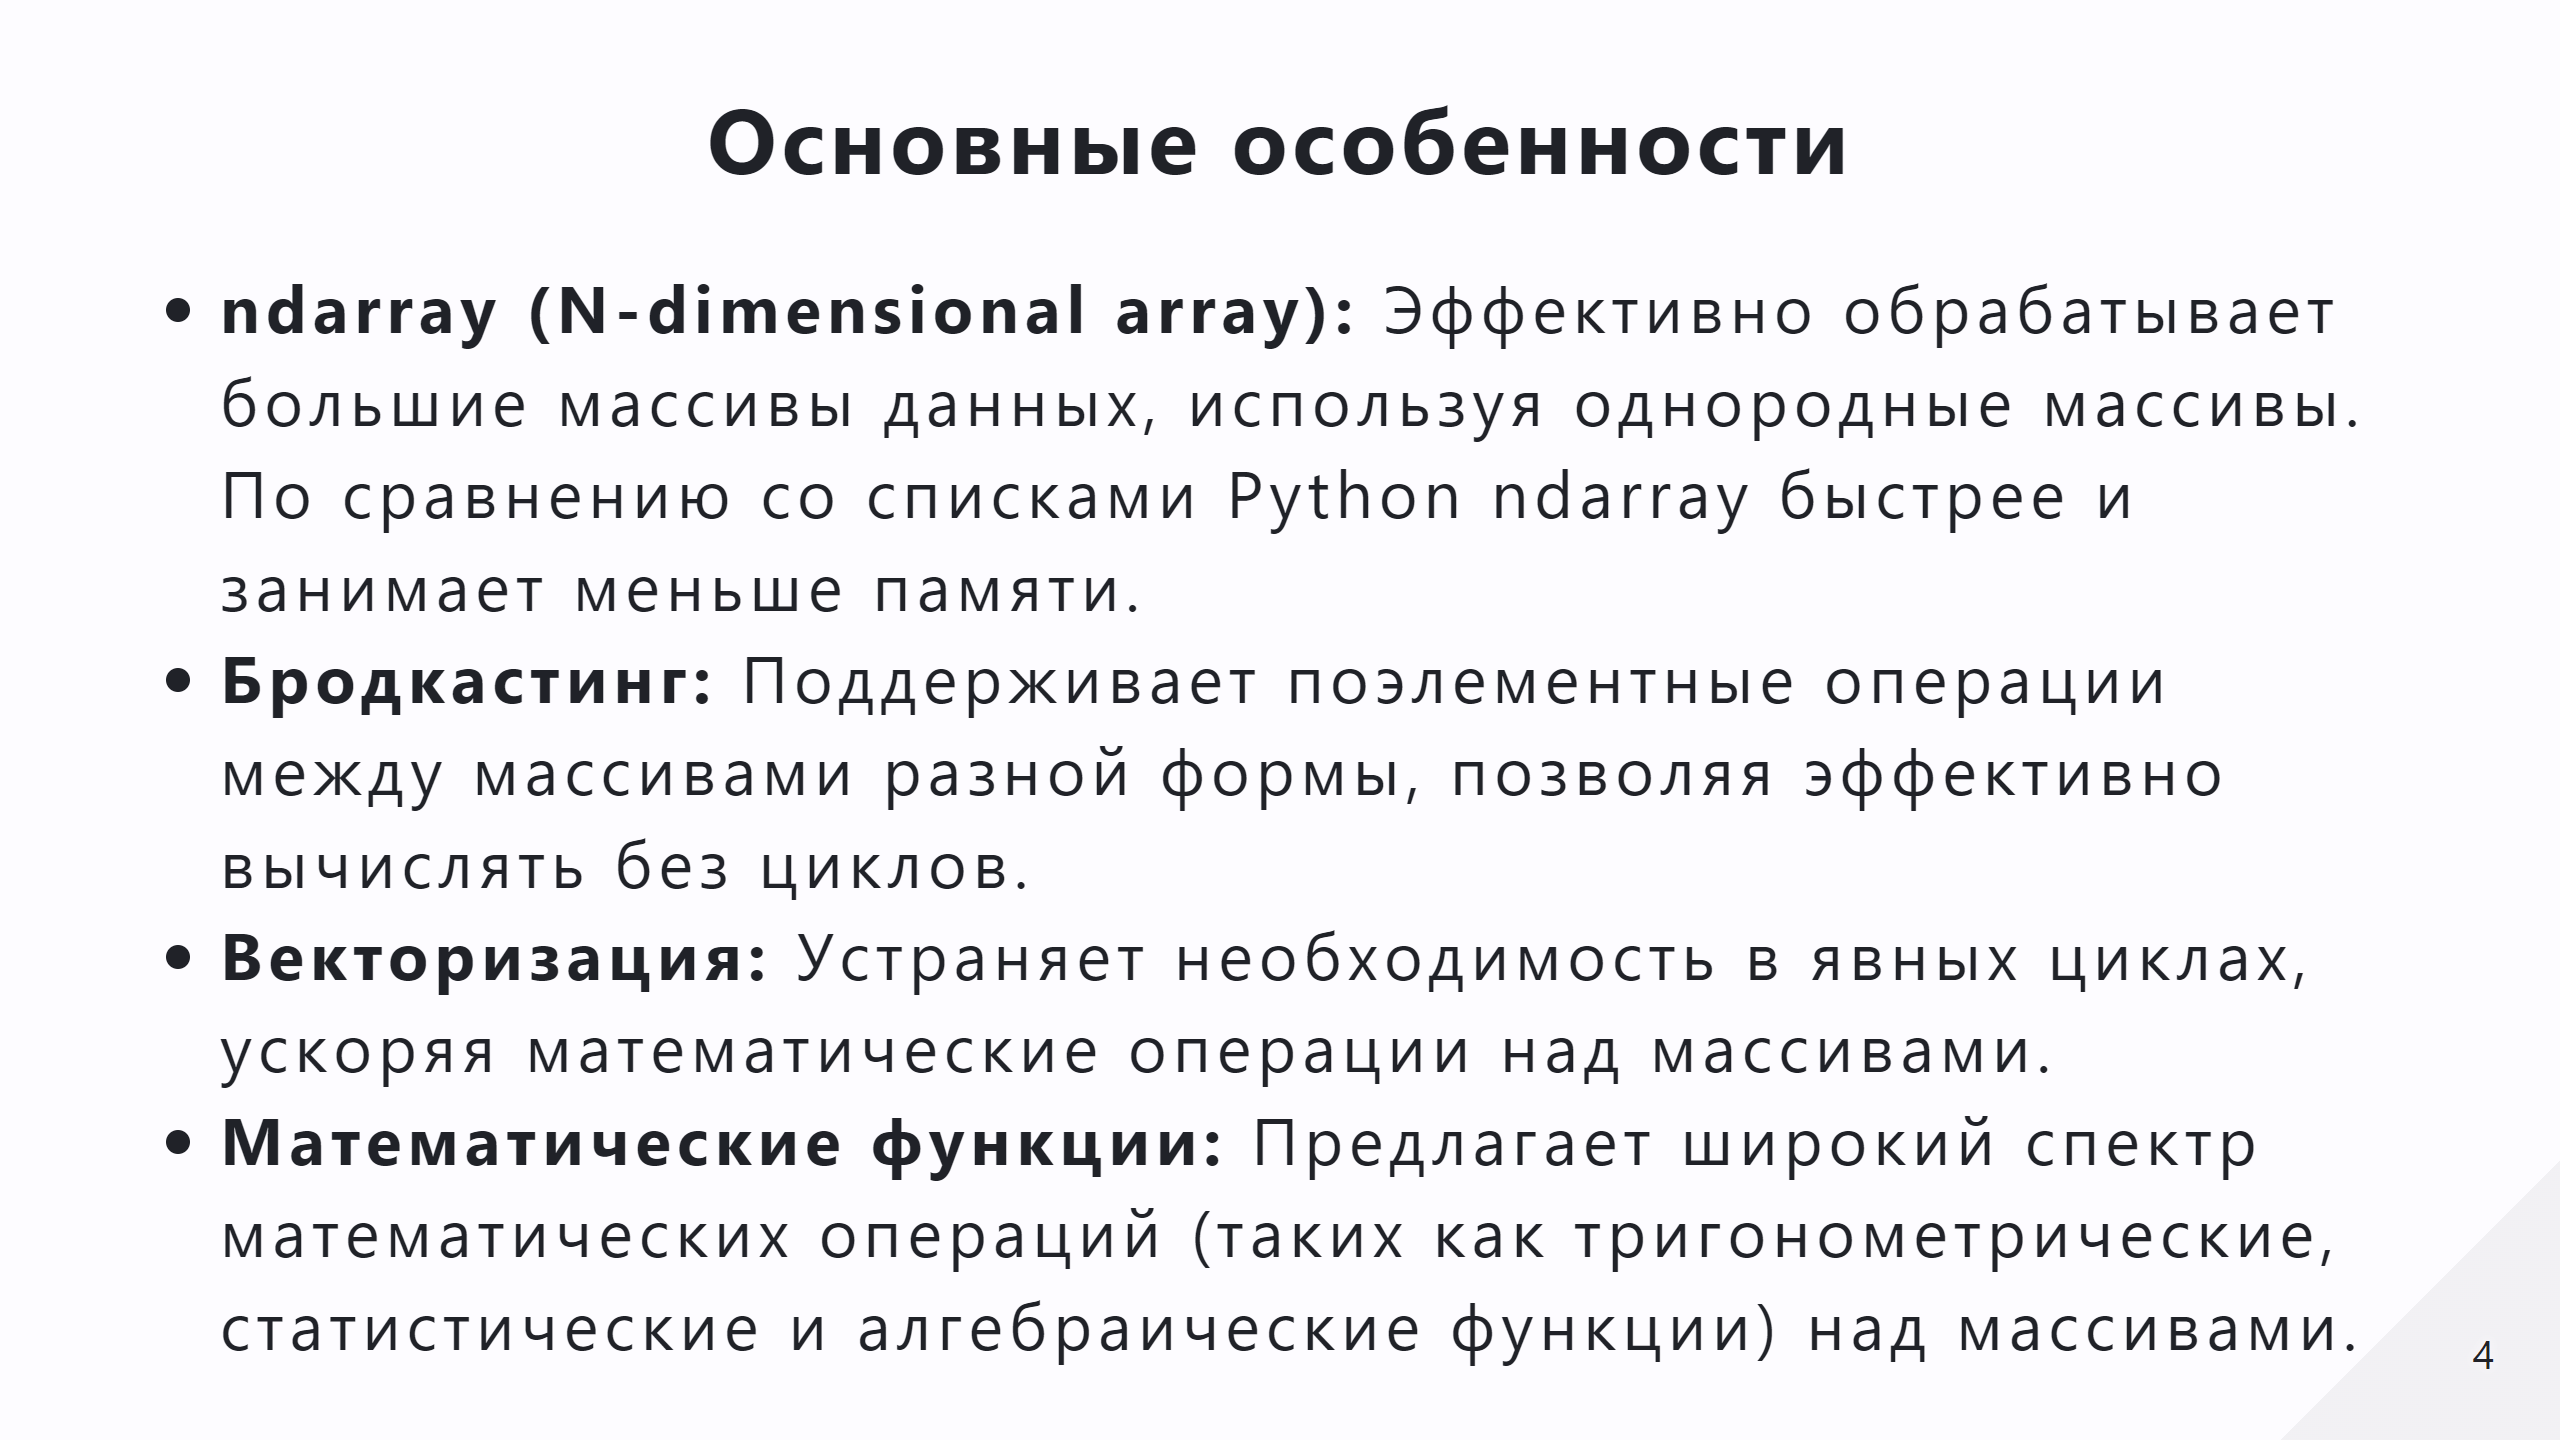 Основные особенности
• ndarray (N-dimensional array): Эффективно обрабатывает
большие массивы данных, используя однородные массивы.
По сравнению со списками Python ndarray быстрее и
занимает меньше памяти.
• Бродкастинг: Поддерживает поэлементные операции
между массивами разной формы, позволяя эффективно
вычислять без циклов.
• Векторизация: Устраняет необходимость в явных циклах,
ускоряя математические операции над массивами.
• Математические функции: Предлагает широкий спектр
математических операций (таких как тригонометрические,
статистические и алгебраические функции) над массивами.
4